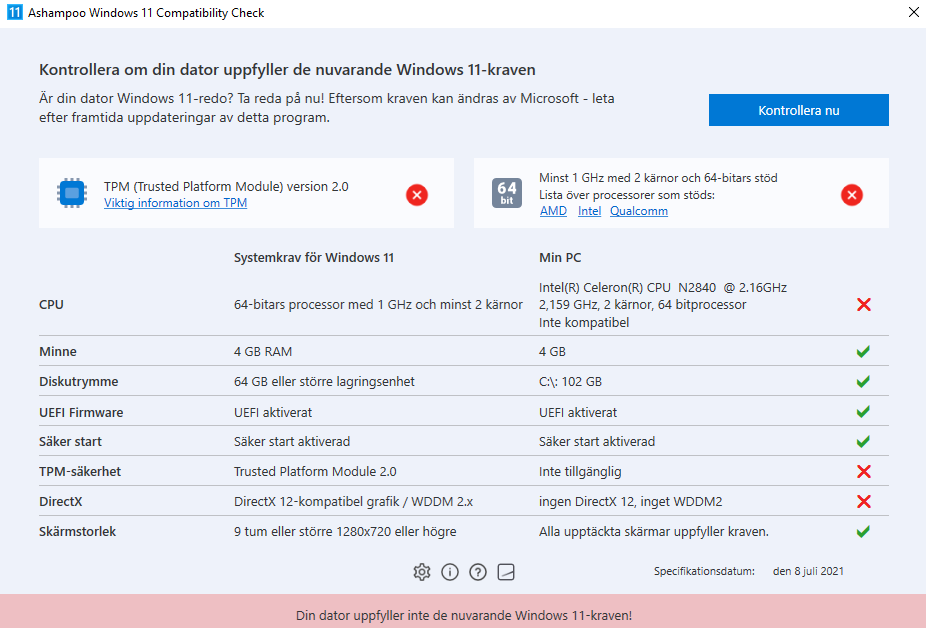 11 Ashampoo Windows 11 Compatibility Check
Kontrollera om din dator uppfyller de nuvarande Windows 11-kraven
Är din dator Windows 11-redo? Ta reda på nu! Eftersom kraven kan ändras av Microsoft - leta
efter framtida uppdateringar av detta program.
Kontrollera nu
TPM (Trusted Platform Module) version 2.0
Viktig information om TPM
64
bit
Minst 1 GHz med 2 kärnor och 64-bitars stöd
Lista över processorer som stöds:
AMD Intel Qualcomm
Systemkrav för Windows 11 Min PC
CPU 64-bitars processor med 1 GHz och minst 2 kärnor
Intel(R) Celeron(R) CPU N2840 @ 2.16GHz
2,159 GHz, 2 kärnor, 64 bitprocessor
Inte kompatibel
Minne 4 GB RAM 4 GB
Diskutrymme 64 GB eller större lagringsenhet C:\: 102 GB
UEFI Firmware UEFI aktiverat UEFI aktiverat
Säker start Säker start aktiverad Säker start aktiverad
TPM-säkerhet Trusted Platform Module 2.0 Inte tillgänglig
DirectX DirectX 12-kompatibel grafik / WDDM 2.x ingen DirectX 12, inget WDDM2
Skärmstorlek 9 tum eller större 1280x720 eller högre Alla upptäckta skärmar uppfyller kraven.
Specifikationsdatum: den 8 juli 2021
Din dator uppfyller inte de nuvarande Windows 11-kraven!